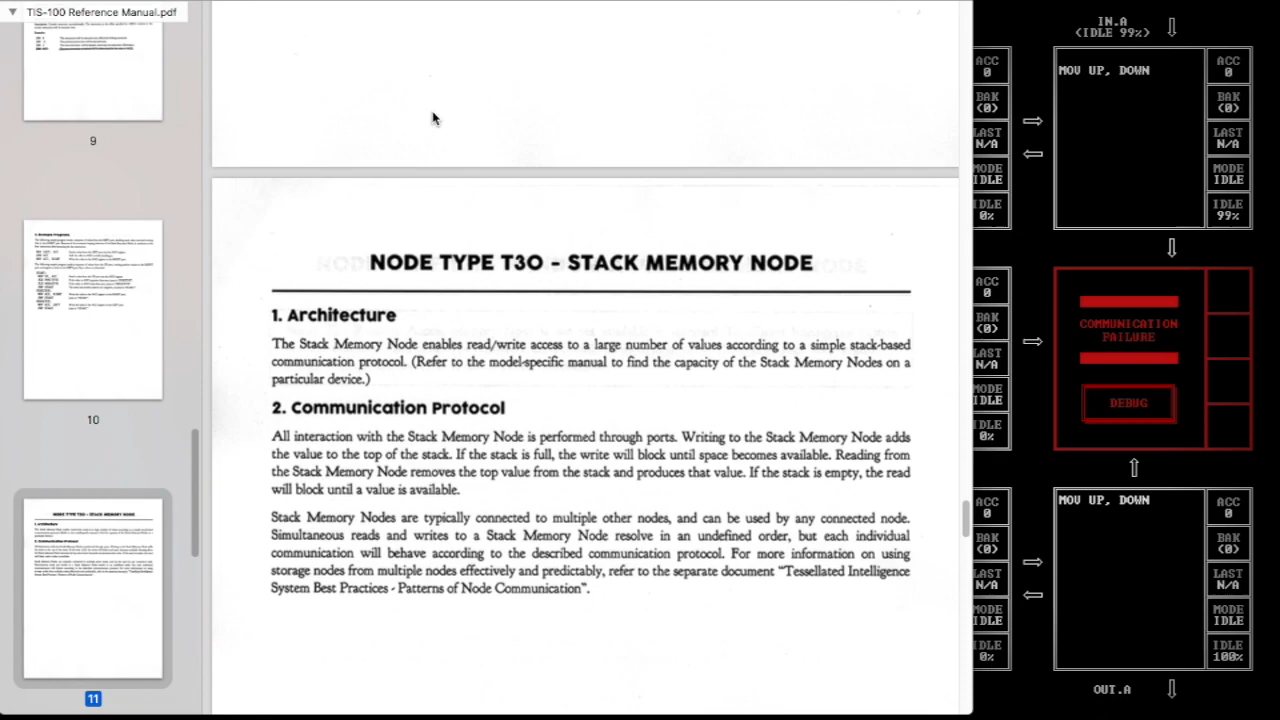 TIS-100 Reference Manual.pdf
9
10
11
NODE TYPE T30 - STACK MEMORY NODE
1. Architecture
The Stack Memory Node enables read/write access to a large number of values according to a simple stack-based
communication protocol. (Refer to the model-specific manual to find the capacity of the Stack Memory Nodes on a
particular device.)
2. Communication Protocol
All interaction with the Stack Memory Node is performed through ports. Writing to the Stack Memory Node adds
the value to the top of the stack. If the stack is full, the write will block until space becomes available. Reading from
the Stack Memory Node removes the top value from the stack and produces that value. If the stack is empty, the read
will block until a value is available.
Stack Memory Nodes are typically connected to multiple other nodes, and can be used by any connected node.
Simultaneous reads and writes to a Stack Memory Node resolve in an undefined order, but each individual
communication will behave according to the described communication protocol. For more information on using
storage nodes from multiple nodes effectively and predictably, refer to the separate document “Tessellated Intelligence
System Best Practices - Patterns of Node Communication”.
IN.A
(IDLE 99%)
ACC
0
BAK
(0)
LAST
N/A
MODE
IDLE
IDLE
0%
MOV UP, DOWN
ACC
0
BAK
(0)
LAST
N/A
MODE
IDLE
IDLE
99%
ACC
0
BAK
(0)
LAST
N/A
MODE
IDLE
IDLE
0%
COMMUNICATION
FAILURE
DEBUG
ACC
0
BAK
(0)
LAST
N/A
MODE
IDLE
IDLE
0%
MOV UP, DOWN
ACC
0
BAK
(0)
LAST
N/A
MODE
IDLE
IDLE
100%
OUT.A